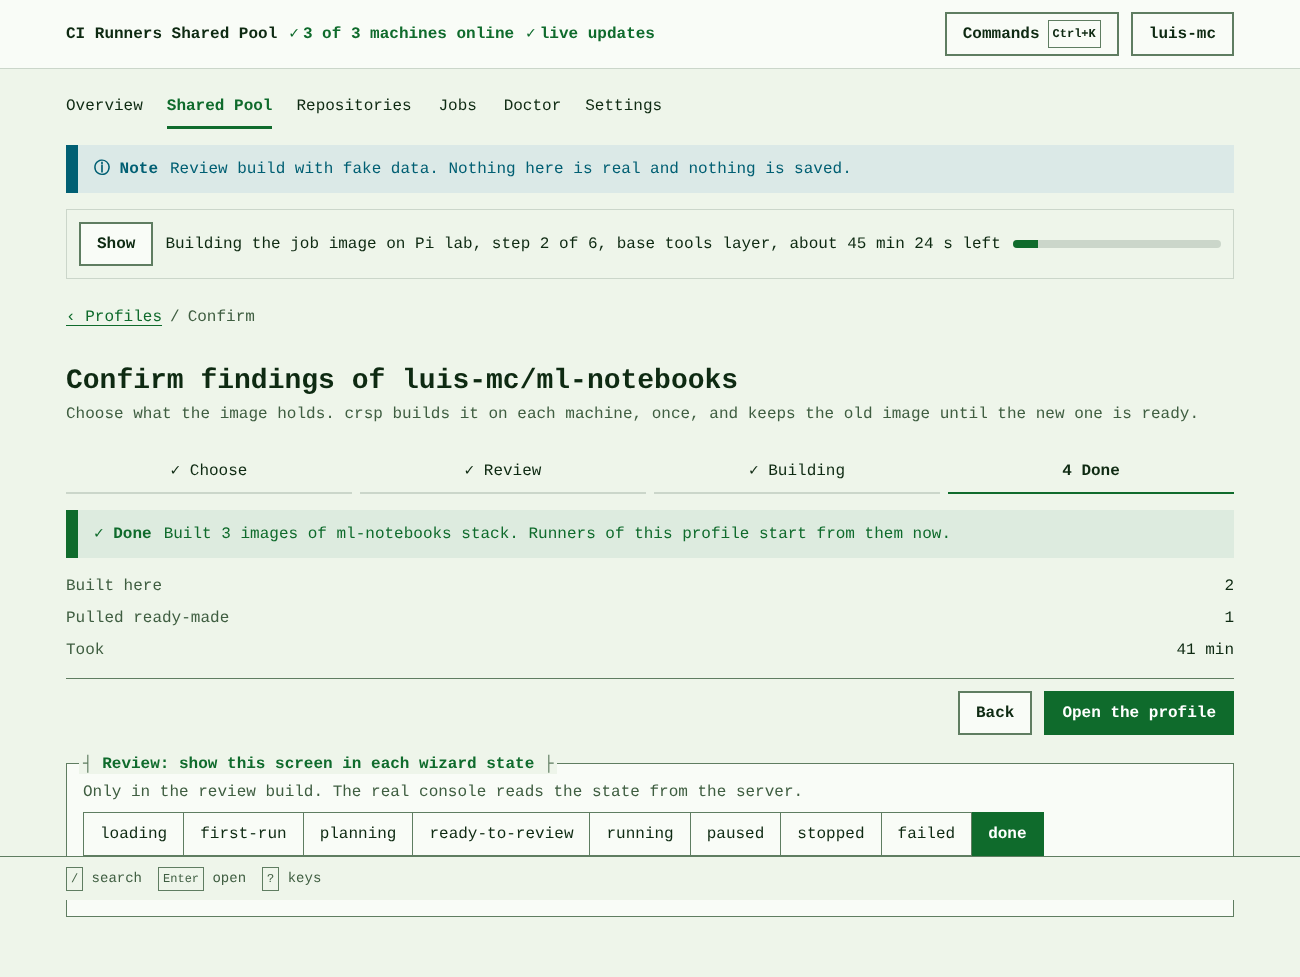 CI Runners Shared Pool ✓ 3 of 3 machines online ✓ live updates
Commands Ctrl+K luis-mc
Overview Shared Pool Repositories Jobs Doctor Settings
ⓘ Note Review build with fake data. Nothing here is real and nothing is saved.
Show Building the job image on Pi lab, step 2 of 6, base tools layer, about 45 min 24 s left
‹ Profiles / Confirm
Confirm findings of luis-mc/ml-notebooks
Choose what the image holds. crsp builds it on each machine, once, and keeps the old image until the new one is ready.
✓ Choose ✓ Review ✓ Building 4 Done
✓ Done Built 3 images of ml-notebooks stack. Runners of this profile start from them now.
Built here 2
Pulled ready-made 1
Took 41 min
Back Open the profile
┤ Review: show this screen in each wizard state ├
Only in the review build. The real console reads the state from the server.
loading first-run planning ready-to-review running paused stopped failed done
/ search Enter open ? keys